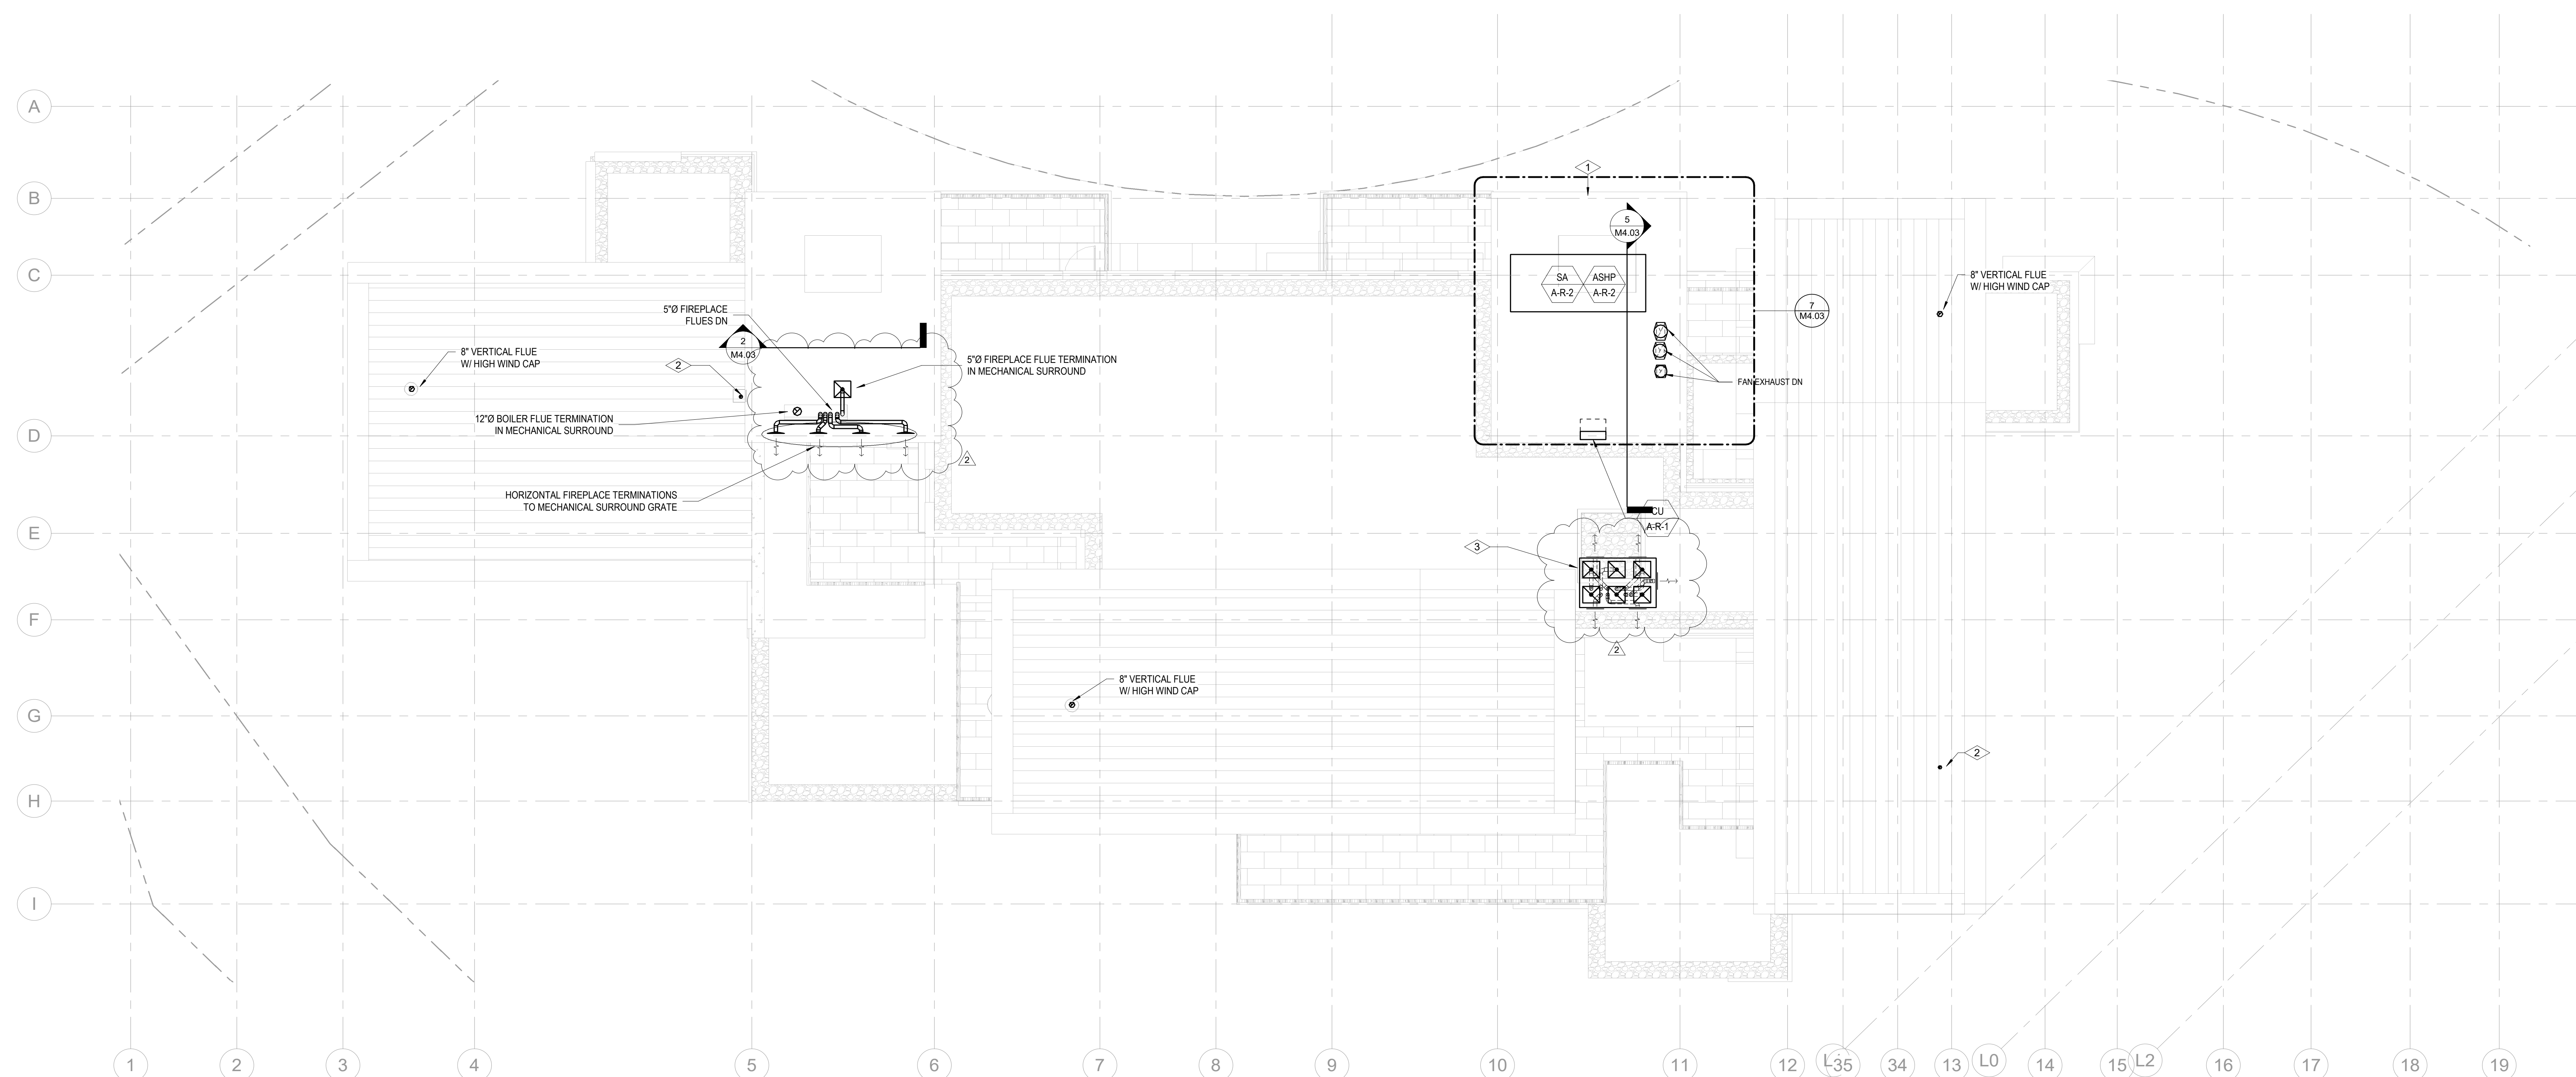 A
B
C
D
E
F
G
H
I
1
5
M4.03
SA
A-R-2
ASHP
A-R-2
7
M4.03
8" VERTICAL FLUE
W/ HIGH WIND CAP
FAN EXHAUST DN
5"Ø FIREPLACE
FLUES DN
2
M4.03
8" VERTICAL FLUE
W/ HIGH WIND CAP
2
5"Ø FIREPLACE FLUE TERMINATION
IN MECHANICAL SURROUND
12"Ø BOILER FLUE TERMINATION
IN MECHANICAL SURROUND
2
HORIZONTAL FIREPLACE TERMINATIONS
TO MECHANICAL SURROUND GRATE
CU
A-R-1
3
2
8" VERTICAL FLUE
W/ HIGH WIND CAP
2
1
2
3
4
5
6
7
8
9
10
11
12
35
34
13
L0
14
15
L2
16
17
18
19